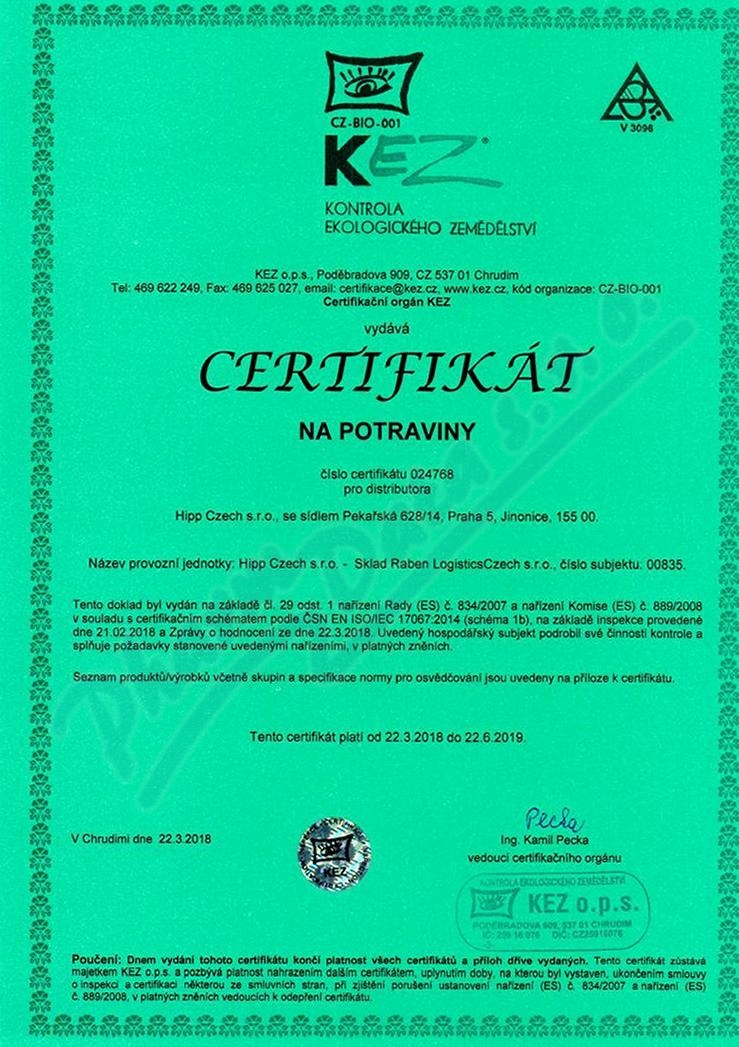 CZ-BIO-001
KEZ®
KONTROLA
EKOLOGICKÉHO ZEMĚDĚLSTVÍ
V 3096
KEZ o.p.s., Poděbradova 909, CZ 537 01 Chrudim
Tel: 469 622 249, Fax: 469 625 027, email: certifikace@kez.cz, www.kez.cz, kód organizace: CZ-BIO-001
Certifikační orgán KEZ
vydává
CERTIFIKÁT
NA POTRAVINY
číslo certifikátu 024768
pro distributora
Hipp Czech s.r.o., se sídlem Pekařská 628/14, Praha 5, Jinonice, 155 00.
Název provozní jednotky: Hipp Czech s.r.o. - Sklad Raben LogisticsCzech s.r.o., číslo subjektu: 00835.
Tento doklad byl vydán na základě čl. 29 odst. 1 nařízení Rady (ES) č. 834/2007 a nařízení Komise (ES) č. 889/2008
v souladu s certifikačním schématem podle ČSN EN ISO/IEC 17067:2014 (schéma 1b), na základě inspekce provedené
dne 21.02.2018 a Zprávy o hodnocení ze dne 22.3.2018. Uvedený hospodářský subjekt podrobil své činnosti kontrole a
splňuje požadavky stanovené uvedenými nařízeními, v platných zněních.
Seznam produktů/výrobků včetně skupin a specifikace normy pro osvědčování jsou uvedeny na příloze k certifikátu.
Tento certifikát platí od 22.3.2018 do 22.6.2019.
Pharm Data s.r.o.
V Chrudimi dne 22.3.2018
KEZ
Pecka
Ing. Kamil Pecka
vedoucí certifikačního orgánu
KONTROLA EKOLOGICKÉHO ZEMĚDĚLSTVÍ
KEZ o.p.s.
PODĚBRADOVA 909, 537 01 CHRUDIM
Poučení: Dnem vydání tohoto certifikátu končí platnost všech certifikátů a příloh dříve vydaných. Tento certifikát zůstává
majetkem KEZ o.p.s. a pozbývá platnost nahrazením dalším certifikátem, uplynutím doby, na kterou byl vystaven, ukončením smlouvy
o inspekci a certifikaci některou ze smluvních stran, při zjištění porušení ustanovení nařízení (ES) č. 834/2007 a nařízení (ES)
č. 889/2008, v platných zněních vedoucích k odepření certifikátu.